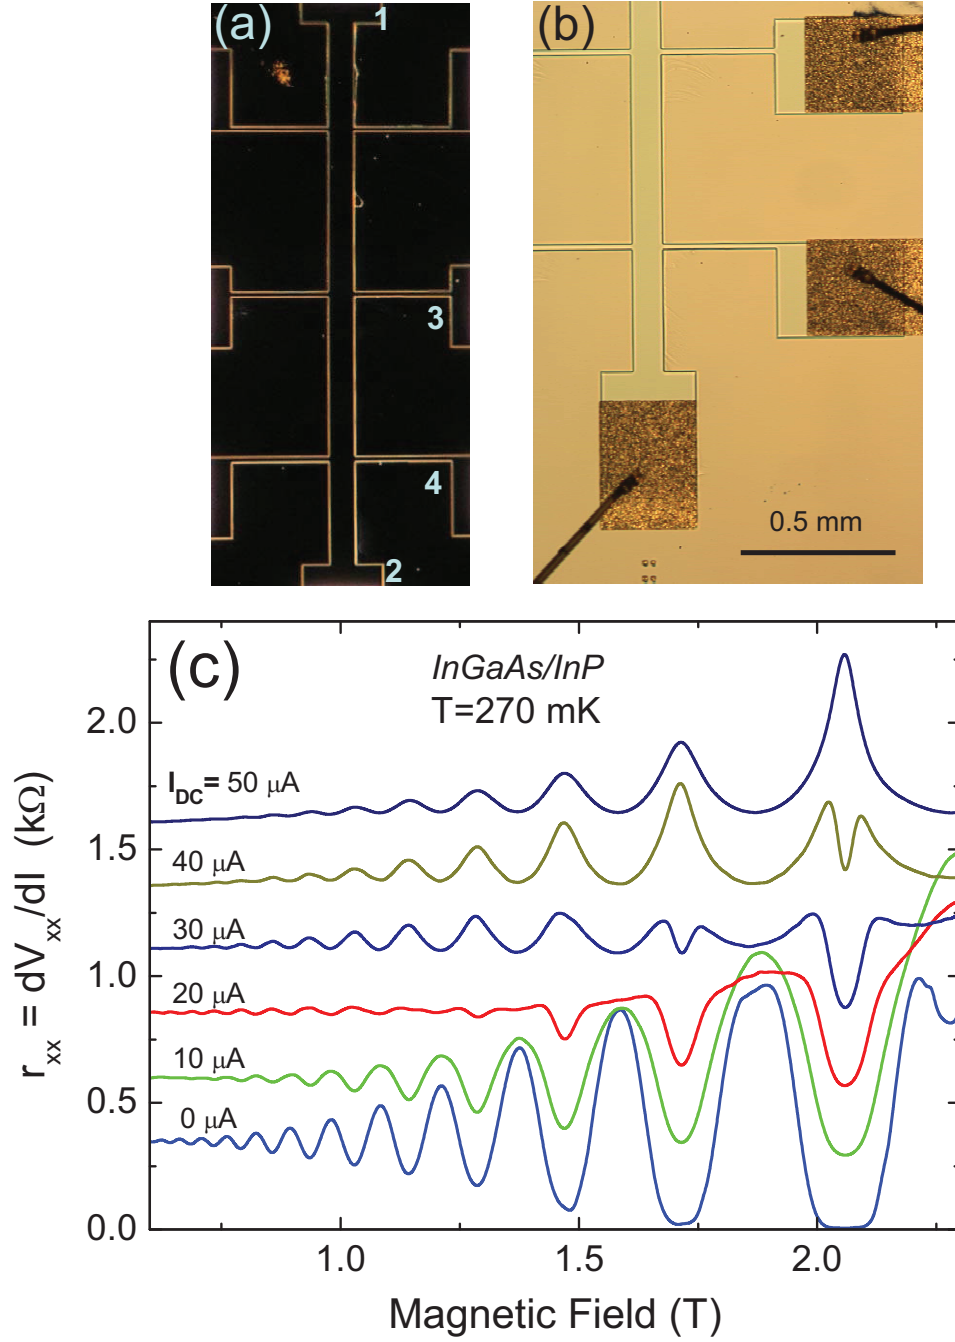 (a)
1
3
4
2
(b)
0.5 mm
(c)
InGaAs/InP
T=270 mK
I_DC= 50 μA
40 μA
30 μA
20 μA
10 μA
0 μA
r_xx = dV_xx/dI (kΩ)
2.0
1.5
1.0
0.5
0.0
1.0
1.5
2.0
Magnetic Field (T)